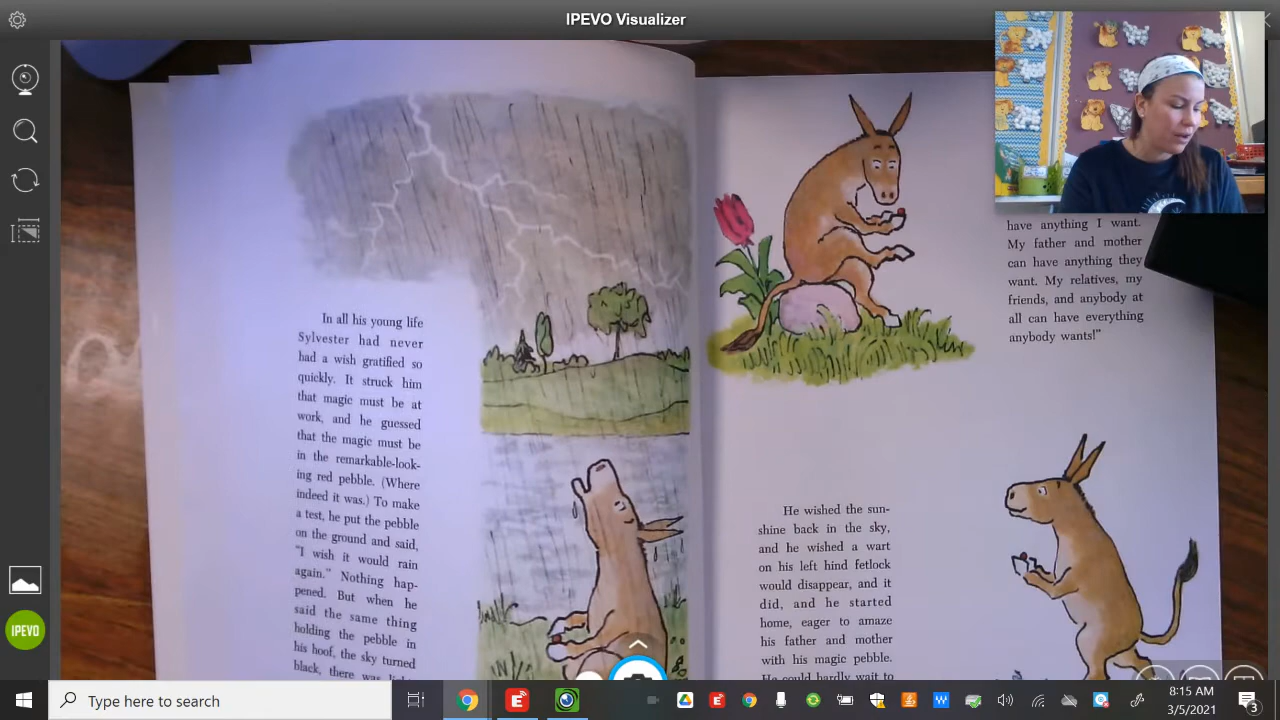 IPEVO Visualizer
In all his young life
Sylvester had never
had a wish gratified so
quickly. It struck him
that magic must be at
work, and he guessed
that the magic must be
in the remarkable-look-
ing red pebble. (Where
indeed it was.) To make
a test, he put the pebble
on the ground and said,
"I wish it would rain
again." Nothing hap-
pened. But when he
said the same thing
holding the pebble in
his hoof, the sky turned
black, there was
have anything I want.
My father and mother
can have anything they
want. My relatives, my
friends, and anybody at
all can have everything
anybody wants!"
He wished the sun-
shine back in the sky,
and he wished a wart
on his left hind fetlock
would disappear, and it
did, and he started
home, eager to amaze
his father and mother
with his magic pebble.
He could hardly wait to
IPEVO
Type here to search
8:15 AM
3/5/2021
3